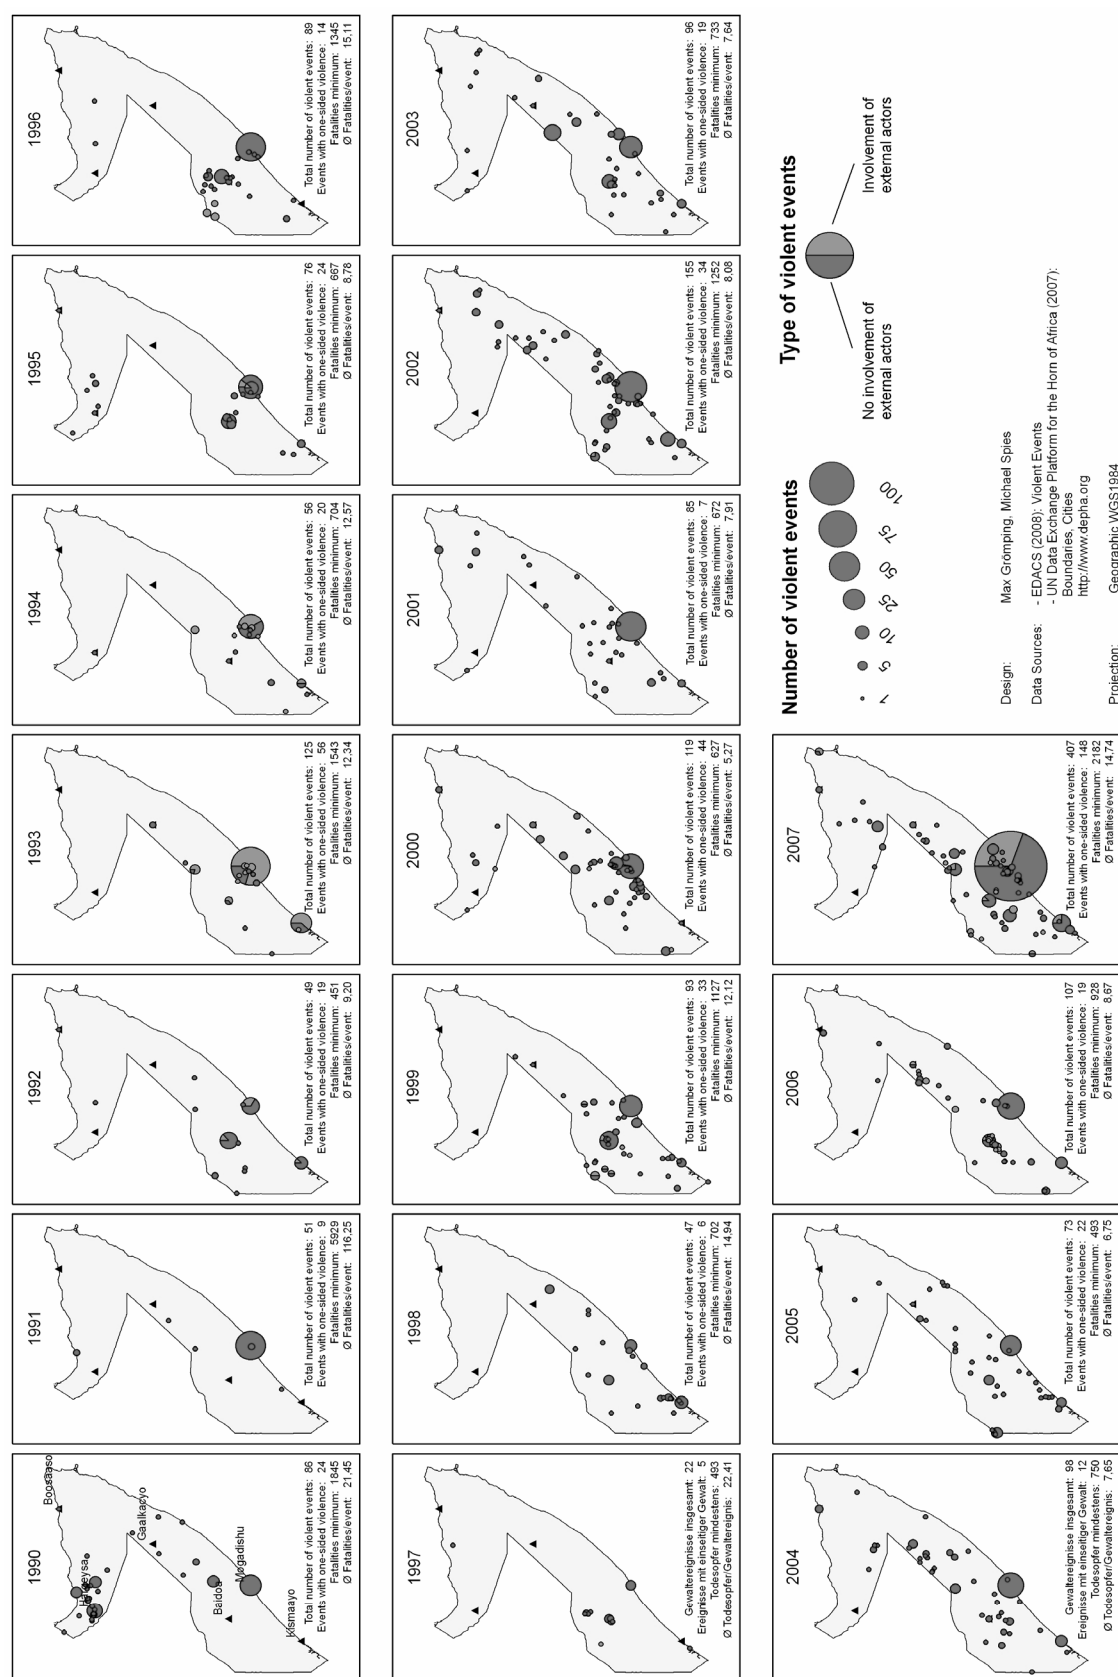 1990
Boosaaso
Hargeysa
Gaalkacyo
Baidoa
Mogadishu
Kismaayo
Total number of violent events: 86
Events with one-sided violence: 24
Fatalities minimum: 1845
Ø Fatalities/event: 21,45
1991
Total number of violent events: 51
Events with one-sided violence: 9
Fatalities minimum: 5929
Ø Fatalities/event: 116,25
1992
Total number of violent events: 49
Events with one-sided violence: 19
Fatalities minimum: 451
Ø Fatalities/event: 9,20
1993
Total number of violent events: 125
Events with one-sided violence: 56
Fatalities minimum: 1543
Ø Fatalities/event: 12,34
1994
Total number of violent events: 56
Events with one-sided violence: 20
Fatalities minimum: 704
Ø Fatalities/event: 12,57
1995
Total number of violent events: 76
Events with one-sided violence: 24
Fatalities minimum: 667
Ø Fatalities/event: 8,78
1996
Total number of violent events: 89
Events with one-sided violence: 14
Fatalities minimum: 1345
Ø Fatalities/event: 15,11
1997
Gewaltereignisse insgesamt: 22
Ereignisse mit einseitiger Gewalt: 5
Todesopfer mindestens: 493
Ø Todesopfer/Gewaltereignis: 22,41
1998
Total number of violent events: 47
Events with one-sided violence: 6
Fatalities minimum: 702
Ø Fatalities/event: 14,94
1999
Total number of violent events: 93
Events with one-sided violence: 33
Fatalities minimum: 1127
Ø Fatalities/event: 12,12
2000
Total number of violent events: 119
Events with one-sided violence: 44
Fatalities minimum: 627
Ø Fatalities/event: 5,27
2001
Total number of violent events: 85
Events with one-sided violence: 7
Fatalities minimum: 672
Ø Fatalities/event: 7,91
2002
Total number of violent events: 155
Events with one-sided violence: 34
Fatalities minimum: 1252
Ø Fatalities/event: 8,08
2003
Total number of violent events: 96
Events with one-sided violence: 19
Fatalities minimum: 733
Ø Fatalities/event: 7,64
2004
Gewaltereignisse insgesamt: 98
Ereignisse mit einseitiger Gewalt: 12
Todesopfer mindestens: 750
Ø Todesopfer/Gewaltereignis: 7,65
2005
Total number of violent events: 73
Events with one-sided violence: 22
Fatalities minimum: 493
Ø Fatalities/event: 6,75
2006
Total number of violent events: 107
Events with one-sided violence: 19
Fatalities minimum: 928
Ø Fatalities/event: 8,67
2007
Total number of violent events: 407
Events with one-sided violence: 148
Fatalities minimum: 2182
Ø Fatalities/event: 14,74
Number of violent events
1 5 10 25 50 75 100
Type of violent events
No involvement of
external actors
Involvement of
external actors
Design: Max Grömping, Michael Spies
Data Sources: - EDACS (2008): Violent Events
- UN Data Exchange Platform for the Horn of Africa (2007):
Boundaries, Cities
http://www.depha.org
Projection: Geographic WGS1984